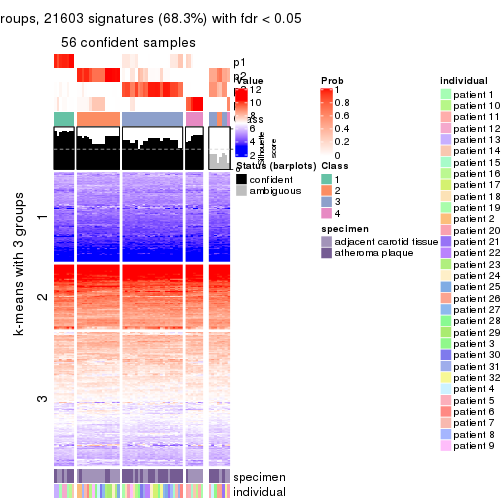 roups, 21603 signatures (68.3%) with fdr < 0.05
56 confident samples
p1
p2
Value
12
10
8
6
4
2
Prob
1
0.8
0.6
0.4
0.2
0
silhouette
score
Status (barplots)
confident
ambiguous
Class
1
2
3
4
specimen
adjacent carotid tissue
atheroma plaque
individual
patient 1
patient 10
patient 11
patient 12
patient 13
patient 14
patient 15
patient 16
patient 17
patient 18
patient 19
patient 2
patient 20
patient 21
patient 22
patient 23
patient 24
patient 25
patient 26
patient 27
patient 28
patient 29
patient 3
patient 30
patient 31
patient 32
patient 4
patient 5
patient 6
patient 7
patient 8
patient 9
k-means with 3 groups
1
2
3
specimen
individual